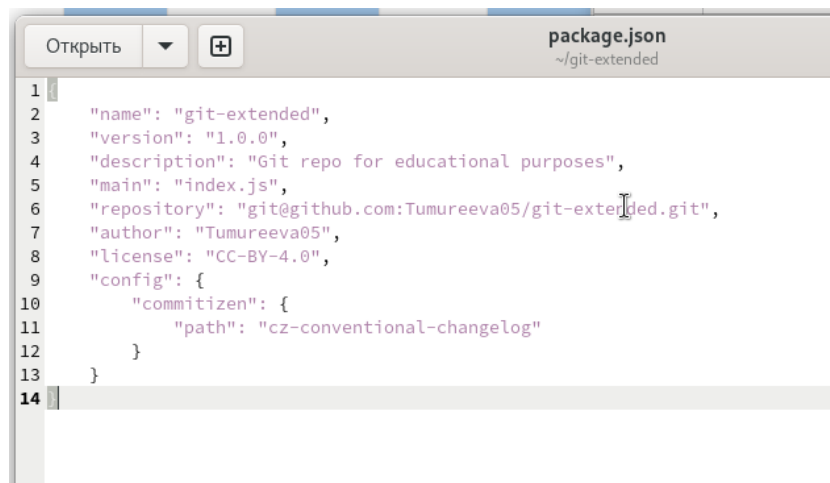 Открыть
package.json
~/git-extended
1 {
2 "name": "git-extended",
3 "version": "1.0.0",
4 "description": "Git repo for educational purposes",
5 "main": "index.js",
6 "repository": "git@github.com:Tumureeva05/git-extended.git",
7 "author": "Tumureeva05",
8 "license": "CC-BY-4.0",
9 "config": {
10 "commitizen": {
11 "path": "cz-conventional-changelog"
12 }
13 }
14 }